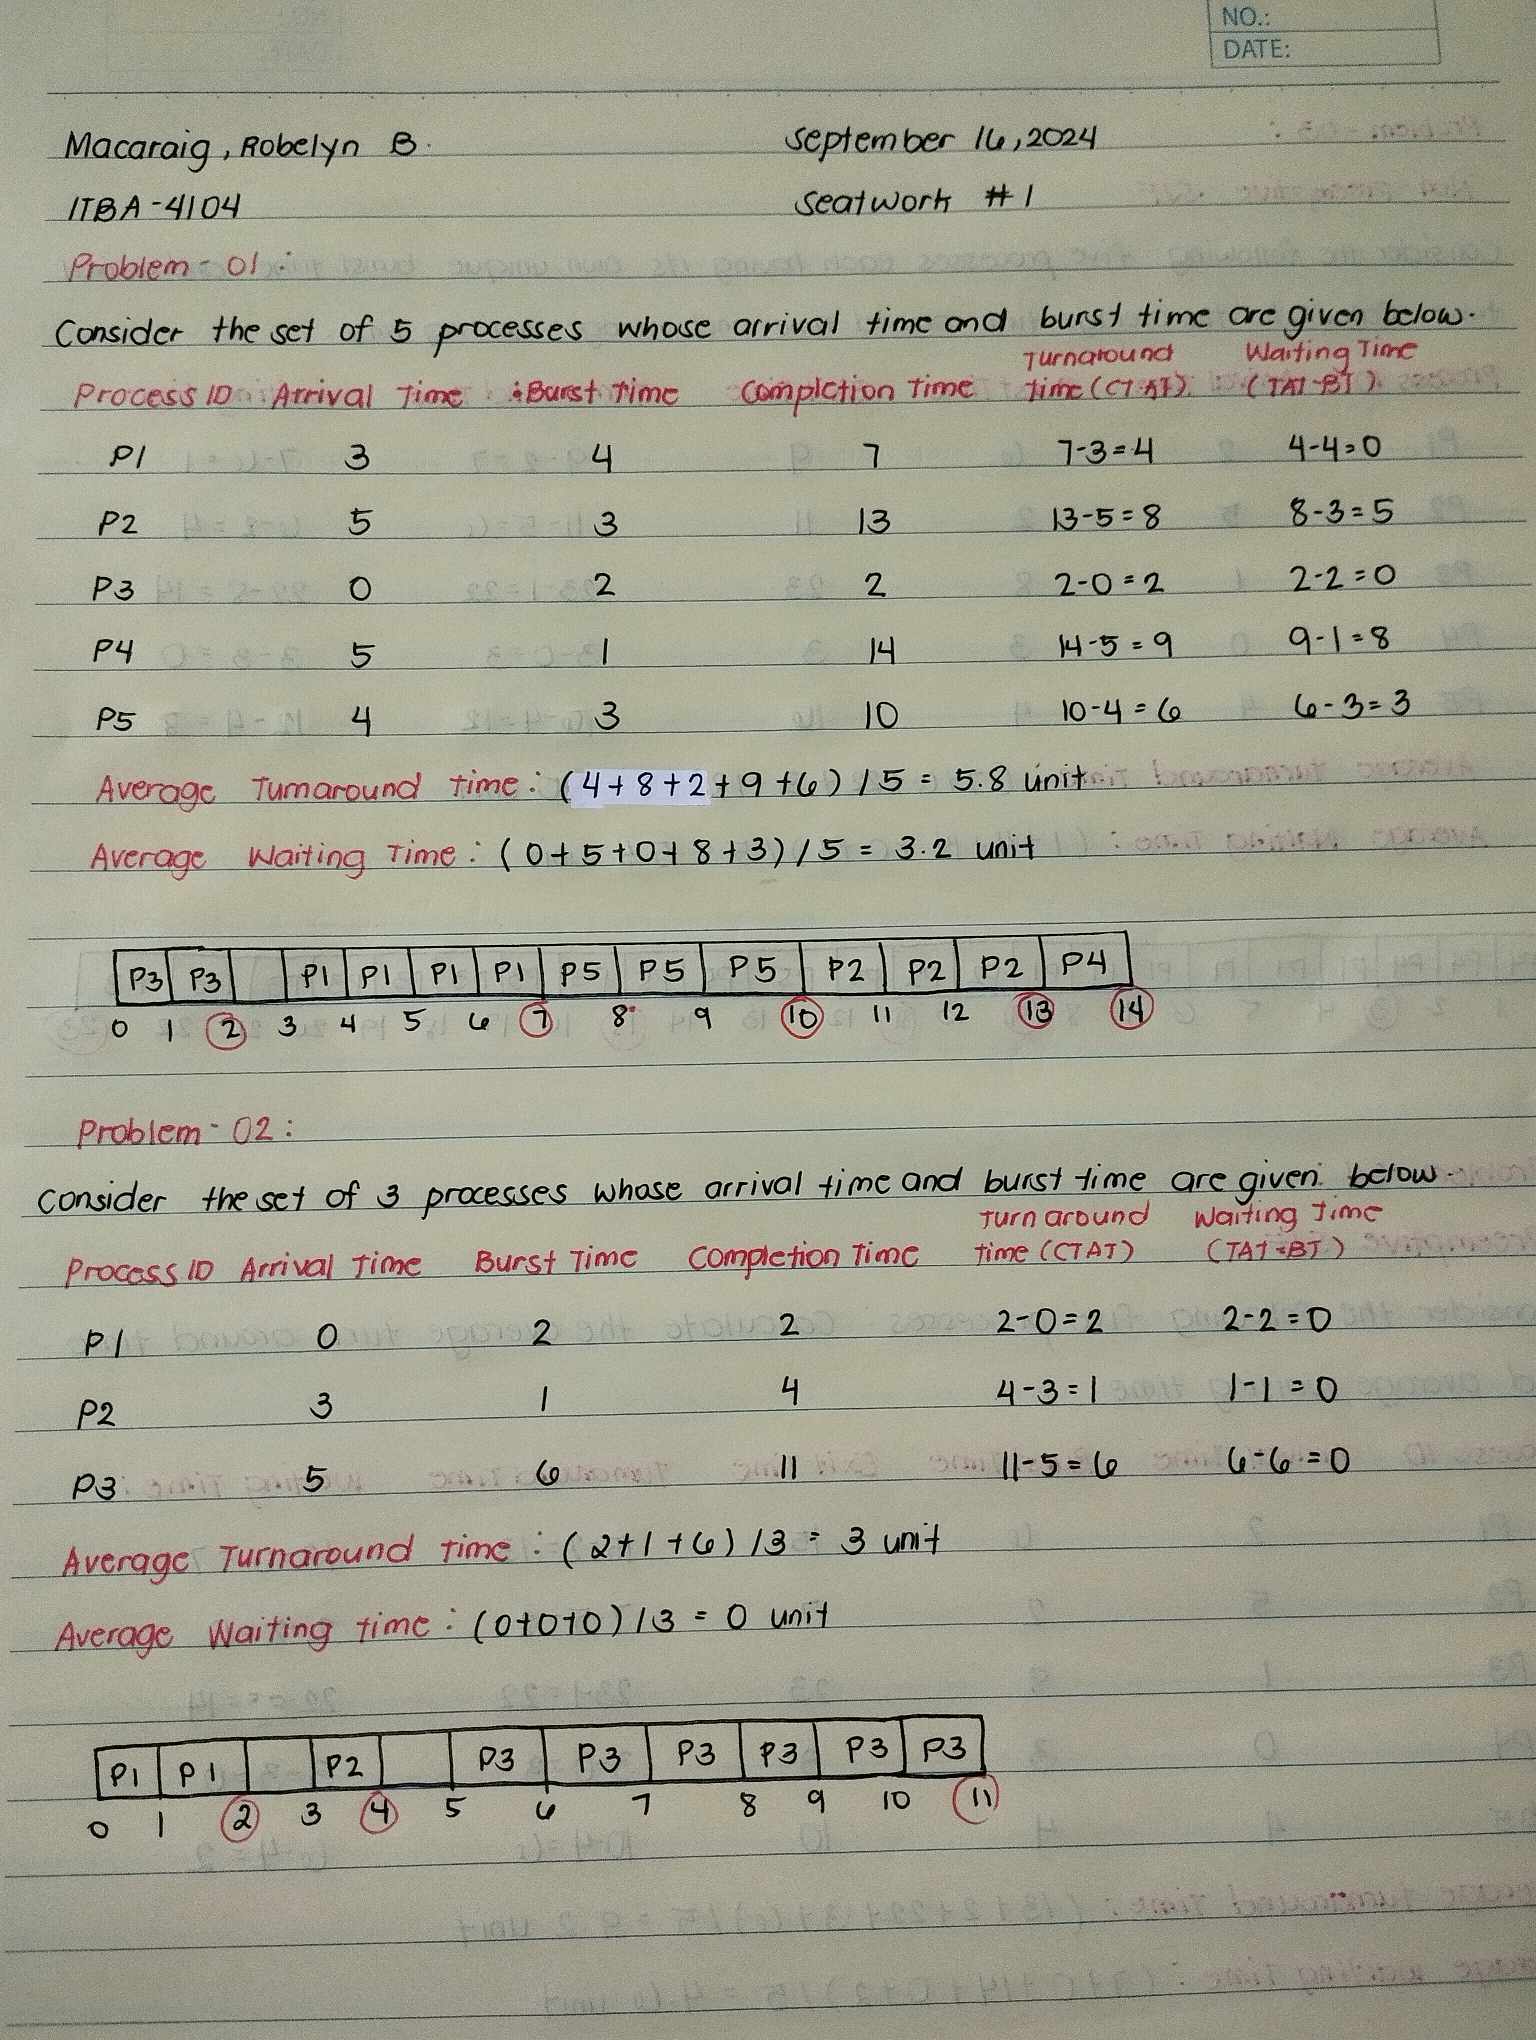 NO.:
DATE:
Macaraig, Robelyn B. September 16, 2024
ITBA-4104 Seatwork #1
Problem-01:
Consider the set of 5 processes whose arrival time and burst time are given below.
Turnaround Waiting Time
Process ID Arrival Time Burst Time Completion Time Time (CT-AT) (TAT-BT)
P1 3 4 7 7-3=4 4-4=0
P2 5 3 13 13-5=8 8-3=5
P3 0 2 2 2-0=2 2-2=0
P4 5 1 14 14-5=9 9-1=8
P5 4 3 10 10-4=6 6-3=3
Average Turnaround Time: (4+8+2+9+6)/5 = 5.8 unit
Average Waiting Time: (0+5+0+8+3)/5 = 3.2 unit
P3 P3 P1 P1 P1 P1 P5 P5 P5 P2 P2 P2 P4
0 1 2 3 4 5 6 7 8 9 10 11 12 13 14
Problem-02:
Consider the set of 3 processes whose arrival time and burst time are given below.
Turn around Waiting Time
Process ID Arrival Time Burst Time Completion Time Time (CTAT) (TAT-BT)
P1 0 2 2 2-0=2 2-2=0
P2 3 1 4 4-3=1 1-1=0
P3 5 6 11 11-5=6 6-6=0
Average Turnaround Time: (2+1+6)/3 = 3 unit
Average Waiting time: (0+0+0)/3 = 0 unit
P1 P1 P2 P3 P3 P3 P3 P3 P3
0 1 2 3 4 5 6 7 8 9 10 11